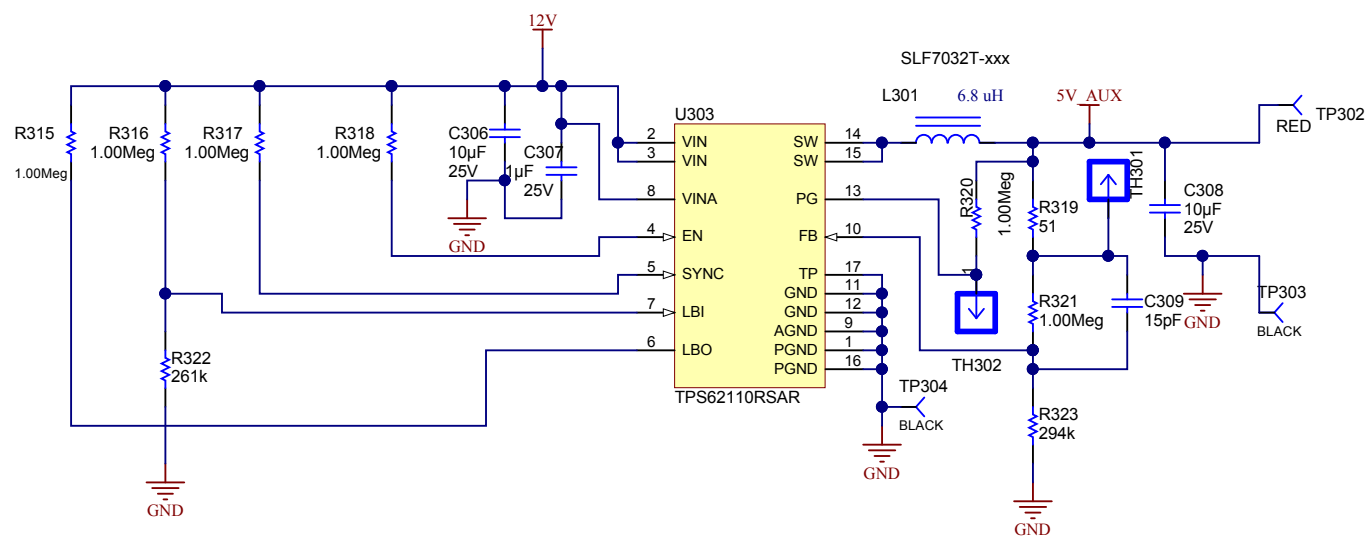 12V
SLF7032T-xxx
L301 6.8 uH
5V_AUX
TP302
RED
R315
1.00Meg
R316
1.00Meg
R317
1.00Meg
R318
1.00Meg
C306
10µF
25V
C307
1µF
25V
GND
U303
2 VIN
3 VIN
8 VINA
4 EN
5 SYNC
7 LBI
6 LBO
SW 14
SW 15
PG 13
FB 10
TP 17
GND 11
GND 12
AGND 9
PGND 1
PGND 16
TPS62110RSAR
R320
1.00Meg
R319
51
TH301
C308
10µF
25V
1
TH302
R321
1.00Meg
C309
15pF
GND
TP303
BLACK
R322
261k
GND
TP304
BLACK
GND
R323
294k
GND